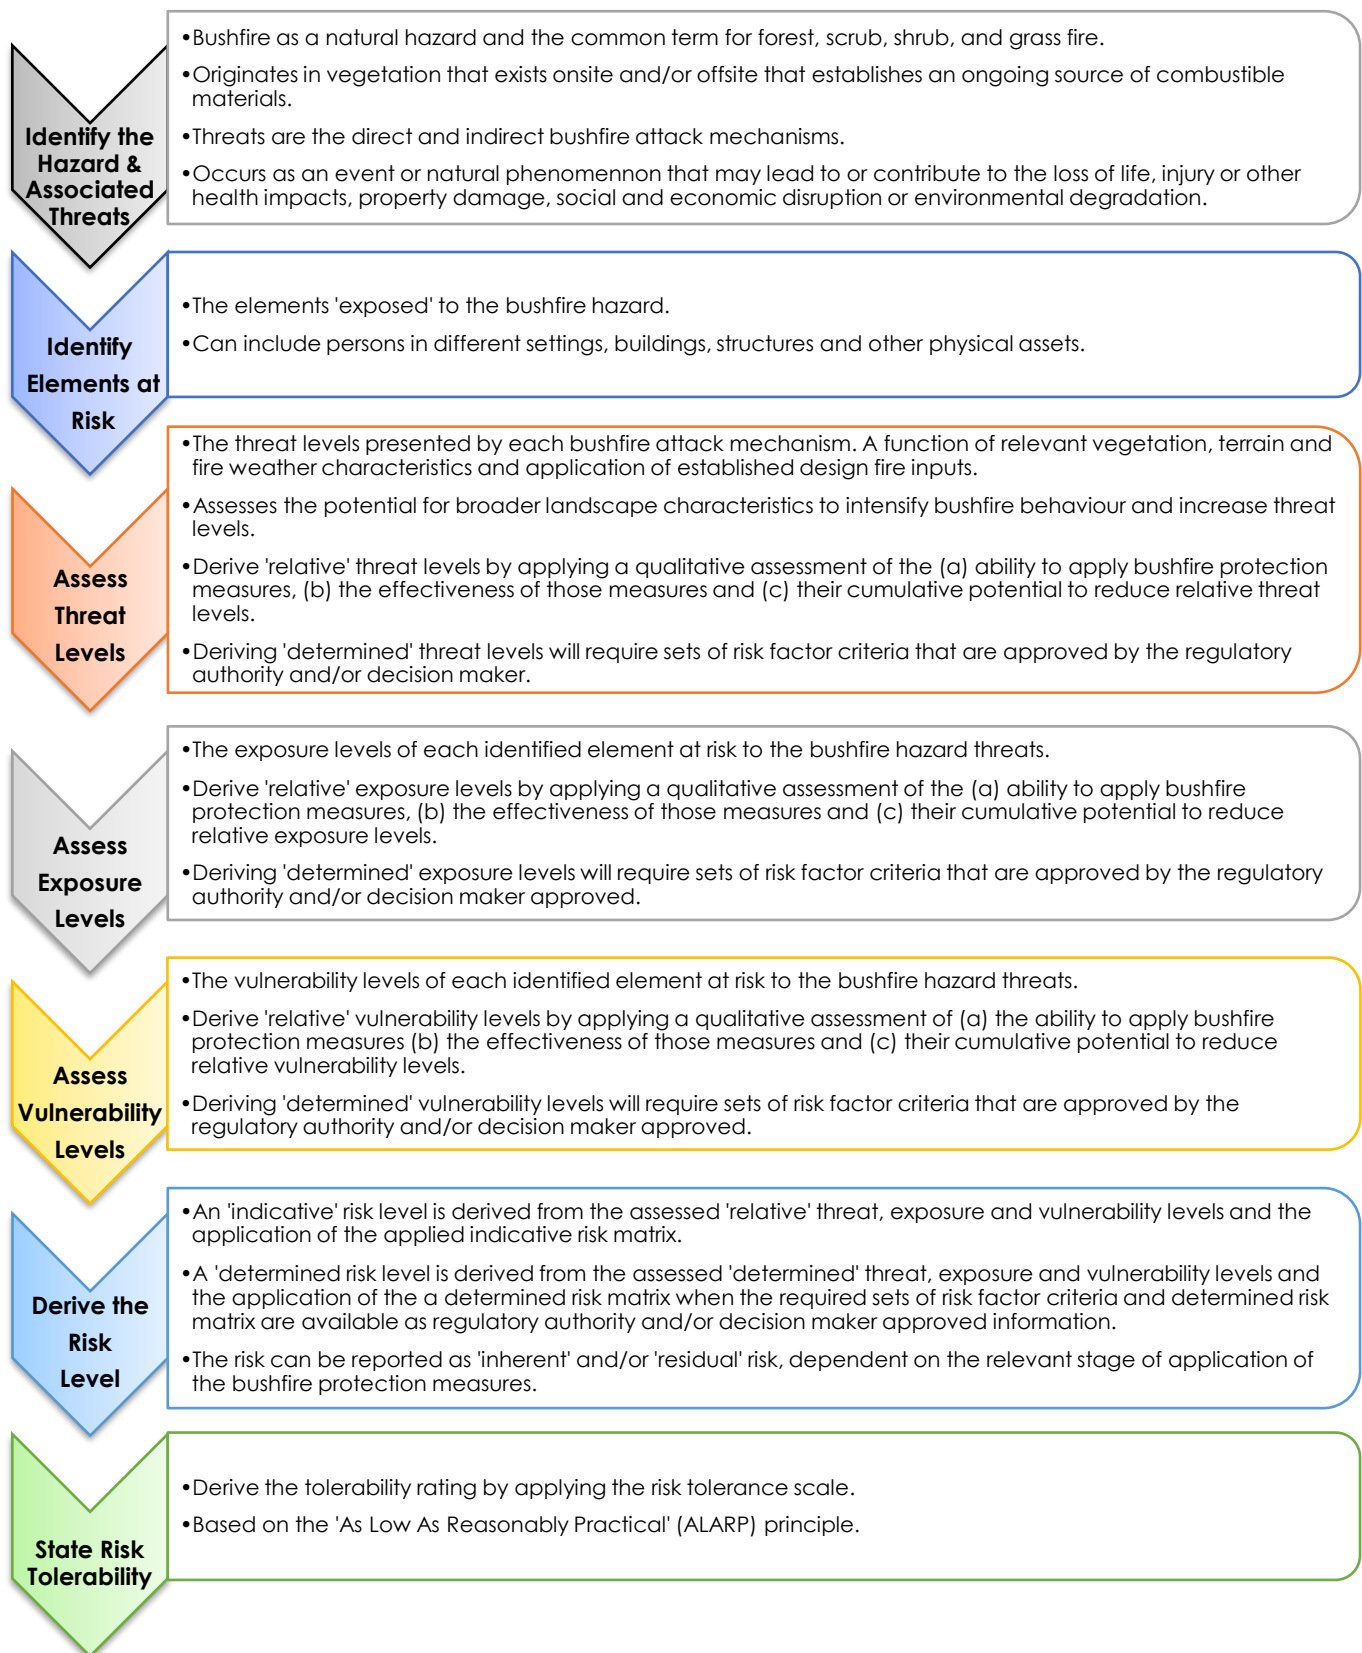 Identify the
Hazard &
Associated
Threats
•Bushfire as a natural hazard and the common term for forest, scrub, shrub, and grass fire.
•Originates in vegetation that exists onsite and/or offsite that establishes an ongoing source of combustible
materials.
•Threats are the direct and indirect bushfire attack mechanisms.
•Occurs as an event or natural phenomennon that may lead to or contribute to the loss of life, injury or other
health impacts, property damage, social and economic disruption or environmental degradation.
Identify
Elements at
Risk
•The elements 'exposed' to the bushfire hazard.
•Can include persons in different settings, buildings, structures and other physical assets.
Assess
Threat
Levels
•The threat levels presented by each bushfire attack mechanism. A function of relevant vegetation, terrain and
fire weather characteristics and application of established design fire inputs.
•Assesses the potential for broader landscape characteristics to intensify bushfire behaviour and increase threat
levels.
•Derive 'relative' threat levels by applying a qualitative assessment of the (a) ability to apply bushfire protection
measures, (b) the effectiveness of those measures and (c) their cumulative potential to reduce relative threat
levels.
•Deriving 'determined' threat levels will require sets of risk factor criteria that are approved by the regulatory
authority and/or decision maker.
Assess
Exposure
Levels
•The exposure levels of each identified element at risk to the bushfire hazard threats.
•Derive 'relative' exposure levels by applying a qualitative assessment of the (a) ability to apply bushfire
protection measures, (b) the effectiveness of those measures and (c) their cumulative potential to reduce
relative exposure levels.
•Deriving 'determined' exposure levels will require sets of risk factor criteria that are approved by the regulatory
authority and/or decision maker approved.
Assess
Vulnerability
Levels
•The vulnerability levels of each identified element at risk to the bushfire hazard threats.
•Derive 'relative' vulnerability levels by applying a qualitative assessment of (a) the ability to apply bushfire
protection measures (b) the effectiveness of those measures and (c) their cumulative potential to reduce
relative vulnerability levels.
•Deriving 'determined' vulnerability levels will require sets of risk factor criteria that are approved by the
regulatory authority and/or decision maker approved.
Derive the
Risk
Level
•An 'indicative' risk level is derived from the assessed 'relative' threat, exposure and vulnerability levels and the
application of the applied indicative risk matrix.
•A 'determined risk level is derived from the assessed 'determined' threat, exposure and vulnerability levels and
the application of the a determined risk matrix when the required sets of risk factor criteria and determined risk
matrix are available as regulatory authority and/or decision maker approved information.
•The risk can be reported as 'inherent' and/or 'residual' risk, dependent on the relevant stage of application of
the bushfire protection measures.
State Risk
Tolerability
•Derive the tolerability rating by applying the risk tolerance scale.
•Based on the 'As Low As Reasonably Practical' (ALARP) principle.